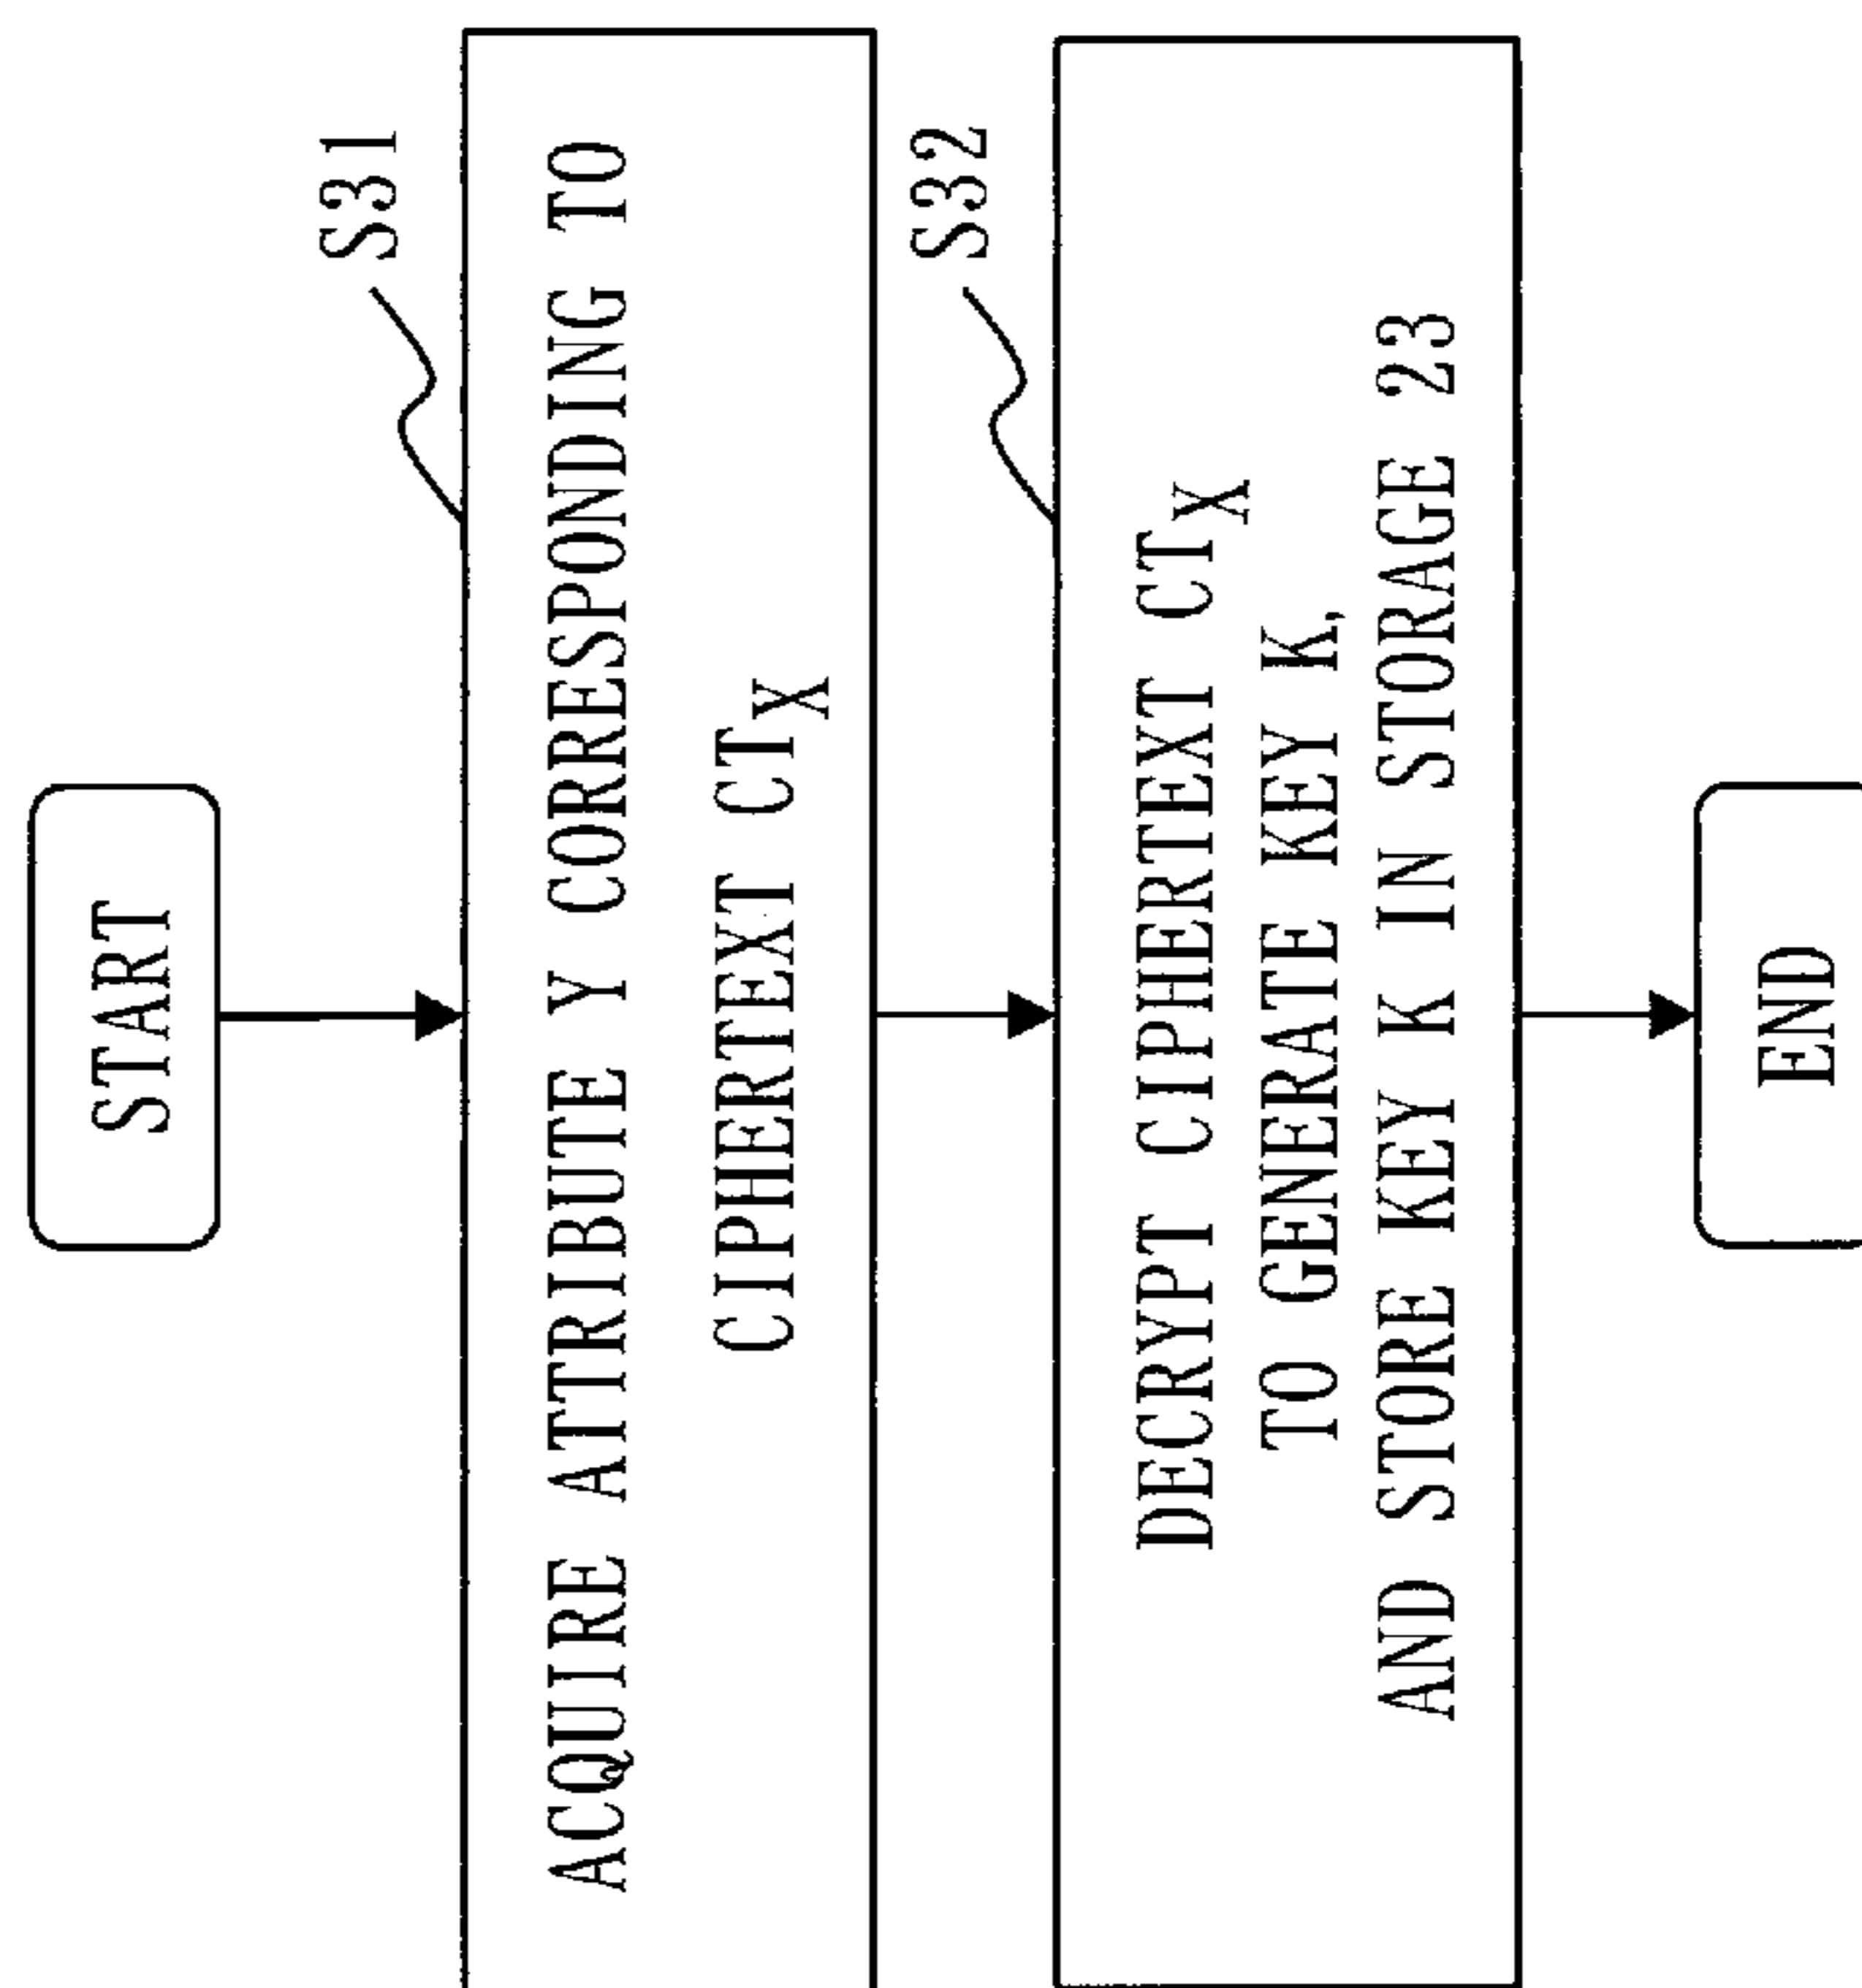 START
S31
ACQUIRE ATTRIBUTE Y CORRESPONDING TO
CIPHERTEXT CTX
S32
DECRYPT CIPHERTEXT CTX
TO GENERATE KEY K,
AND STORE KEY K IN STORAGE 23
END